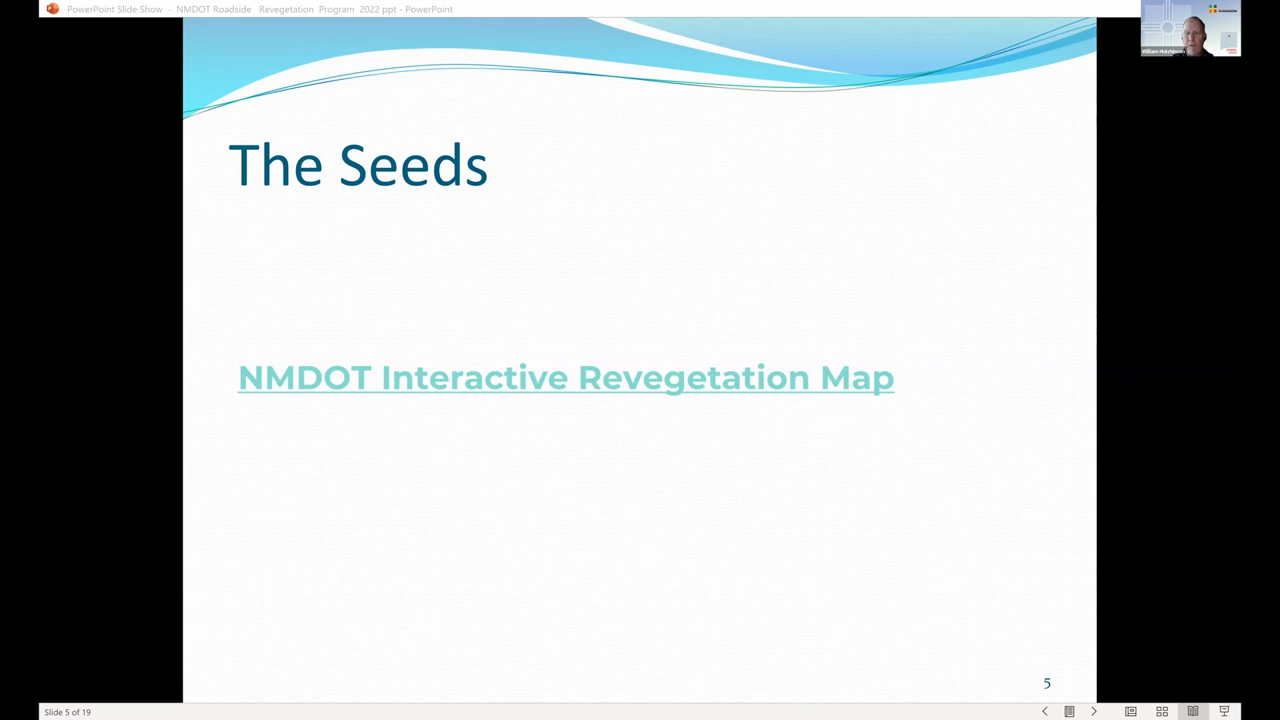 PowerPoint Slide Show - NMDOT Roadside Revegetation Program 2022 ppt - PowerPoint
The Seeds
NMDOT Interactive Revegetation Map
5
Slide 5 of 19